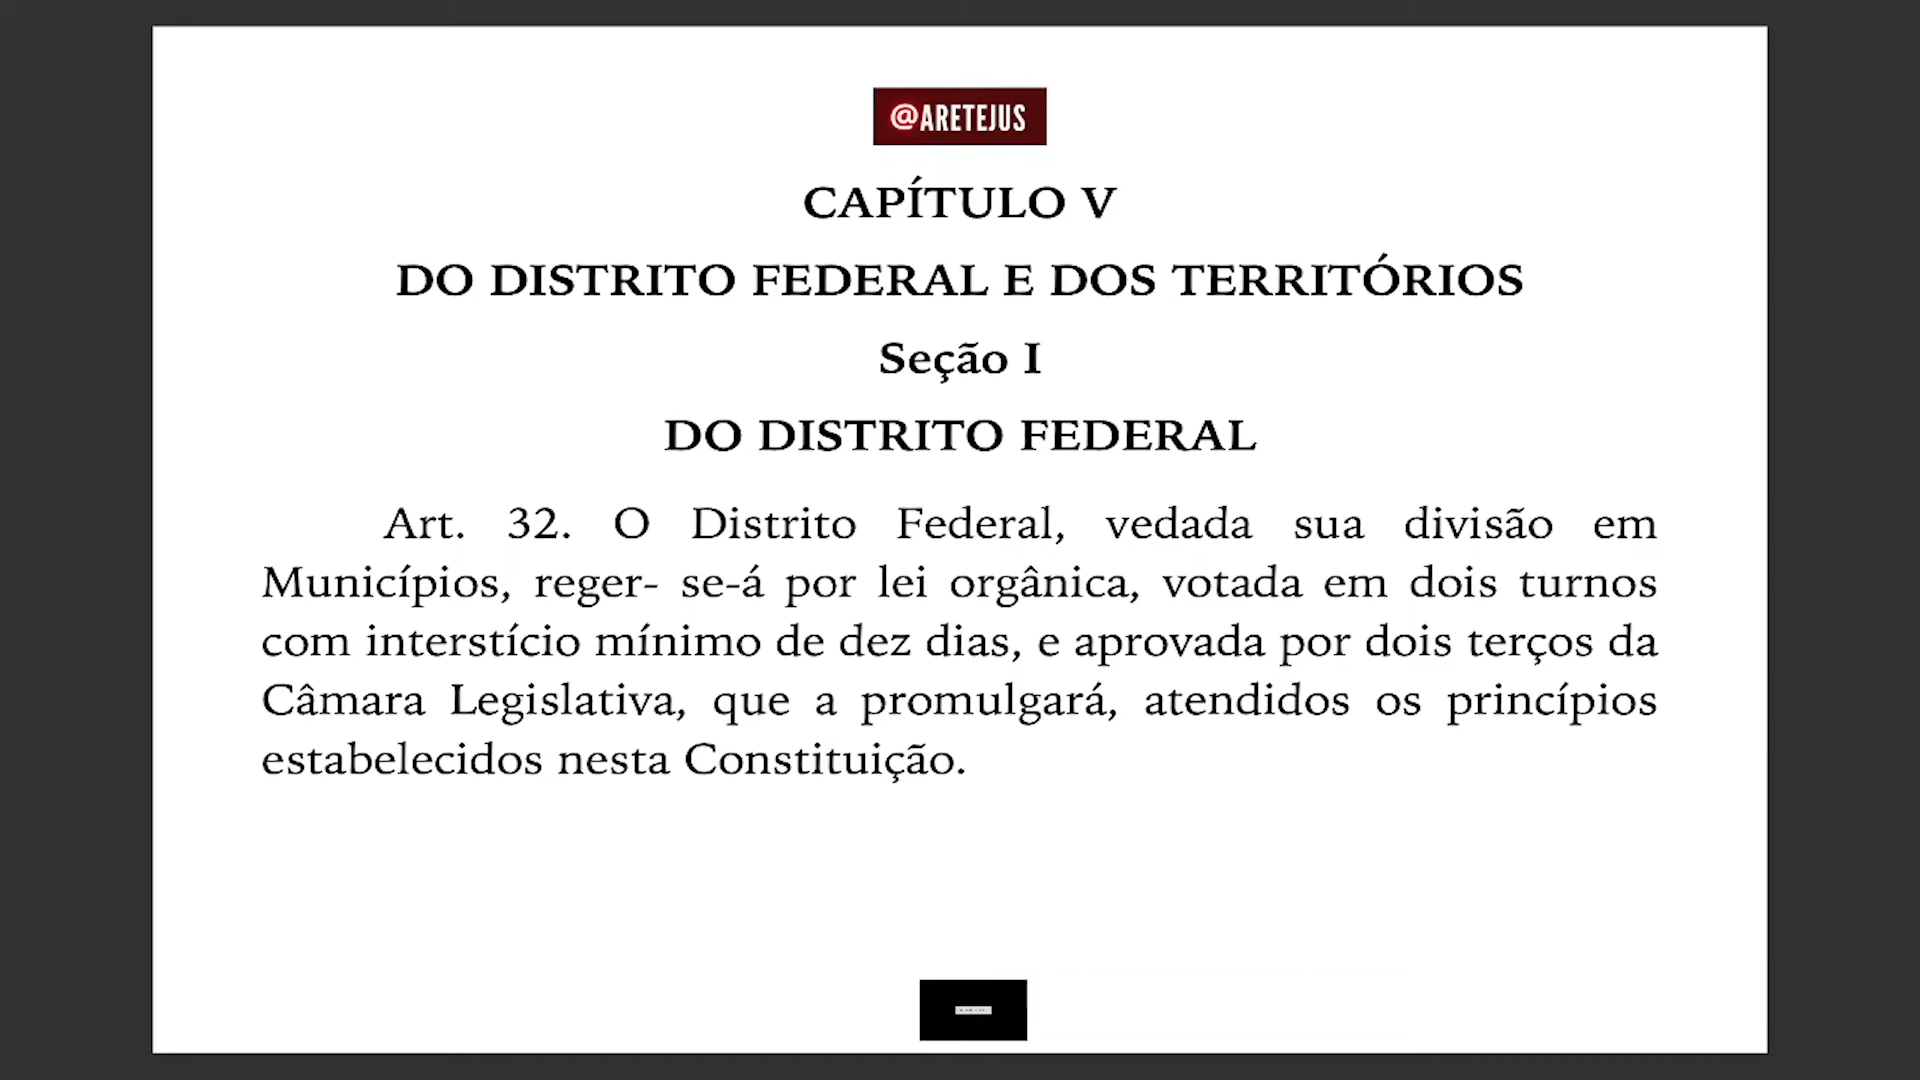 @ARETEJUS
CAPÍTULO V
DO DISTRITO FEDERAL E DOS TERRITÓRIOS
Seção I
DO DISTRITO FEDERAL
Art. 32. O Distrito Federal, vedada sua divisão em
Municípios, reger- se-á por lei orgânica, votada em dois turnos
com interstício mínimo de dez dias, e aprovada por dois terços da
Câmara Legislativa, que a promulgará, atendidos os princípios
estabelecidos nesta Constituição.